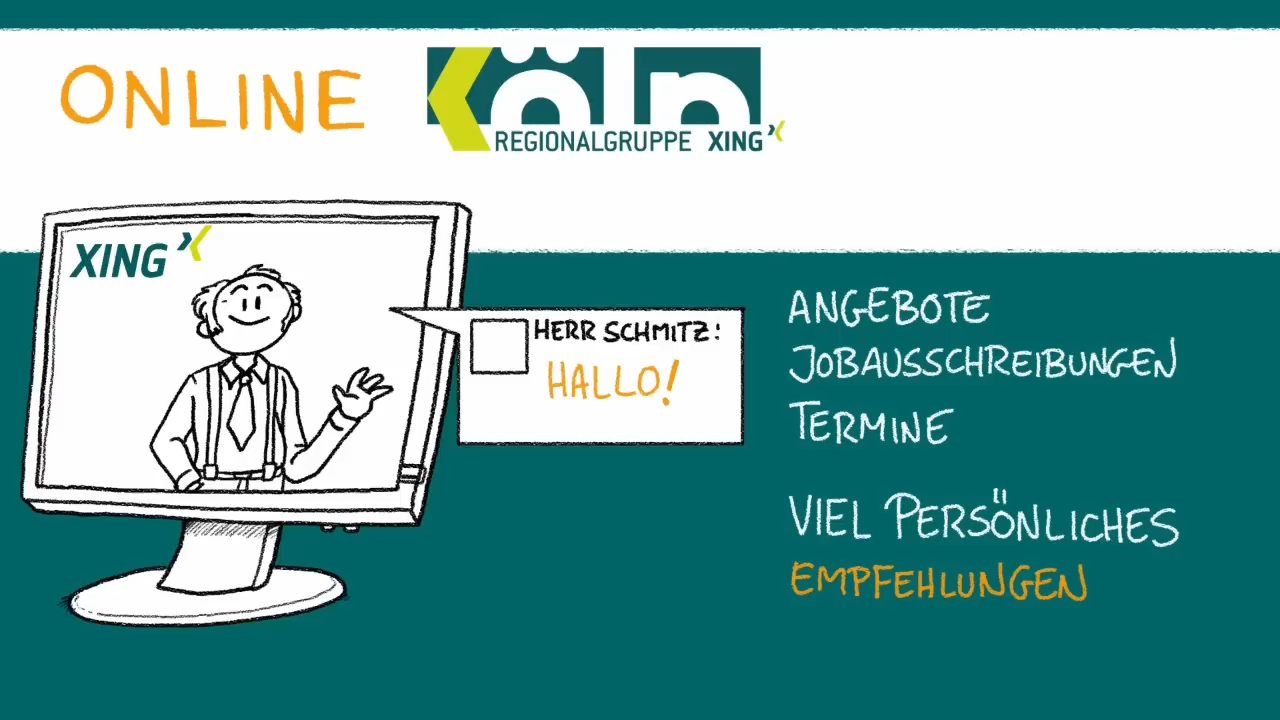 ONLINE
Köln
REGIONALGRUPPE XING
XING
HERR SCHMITZ:
HALLO!
ANGEBOTE
JOBAUSSCHREIBUNGEN
TERMINE
VIEL PERSÖNLICHES
EMPFEHLUNGEN